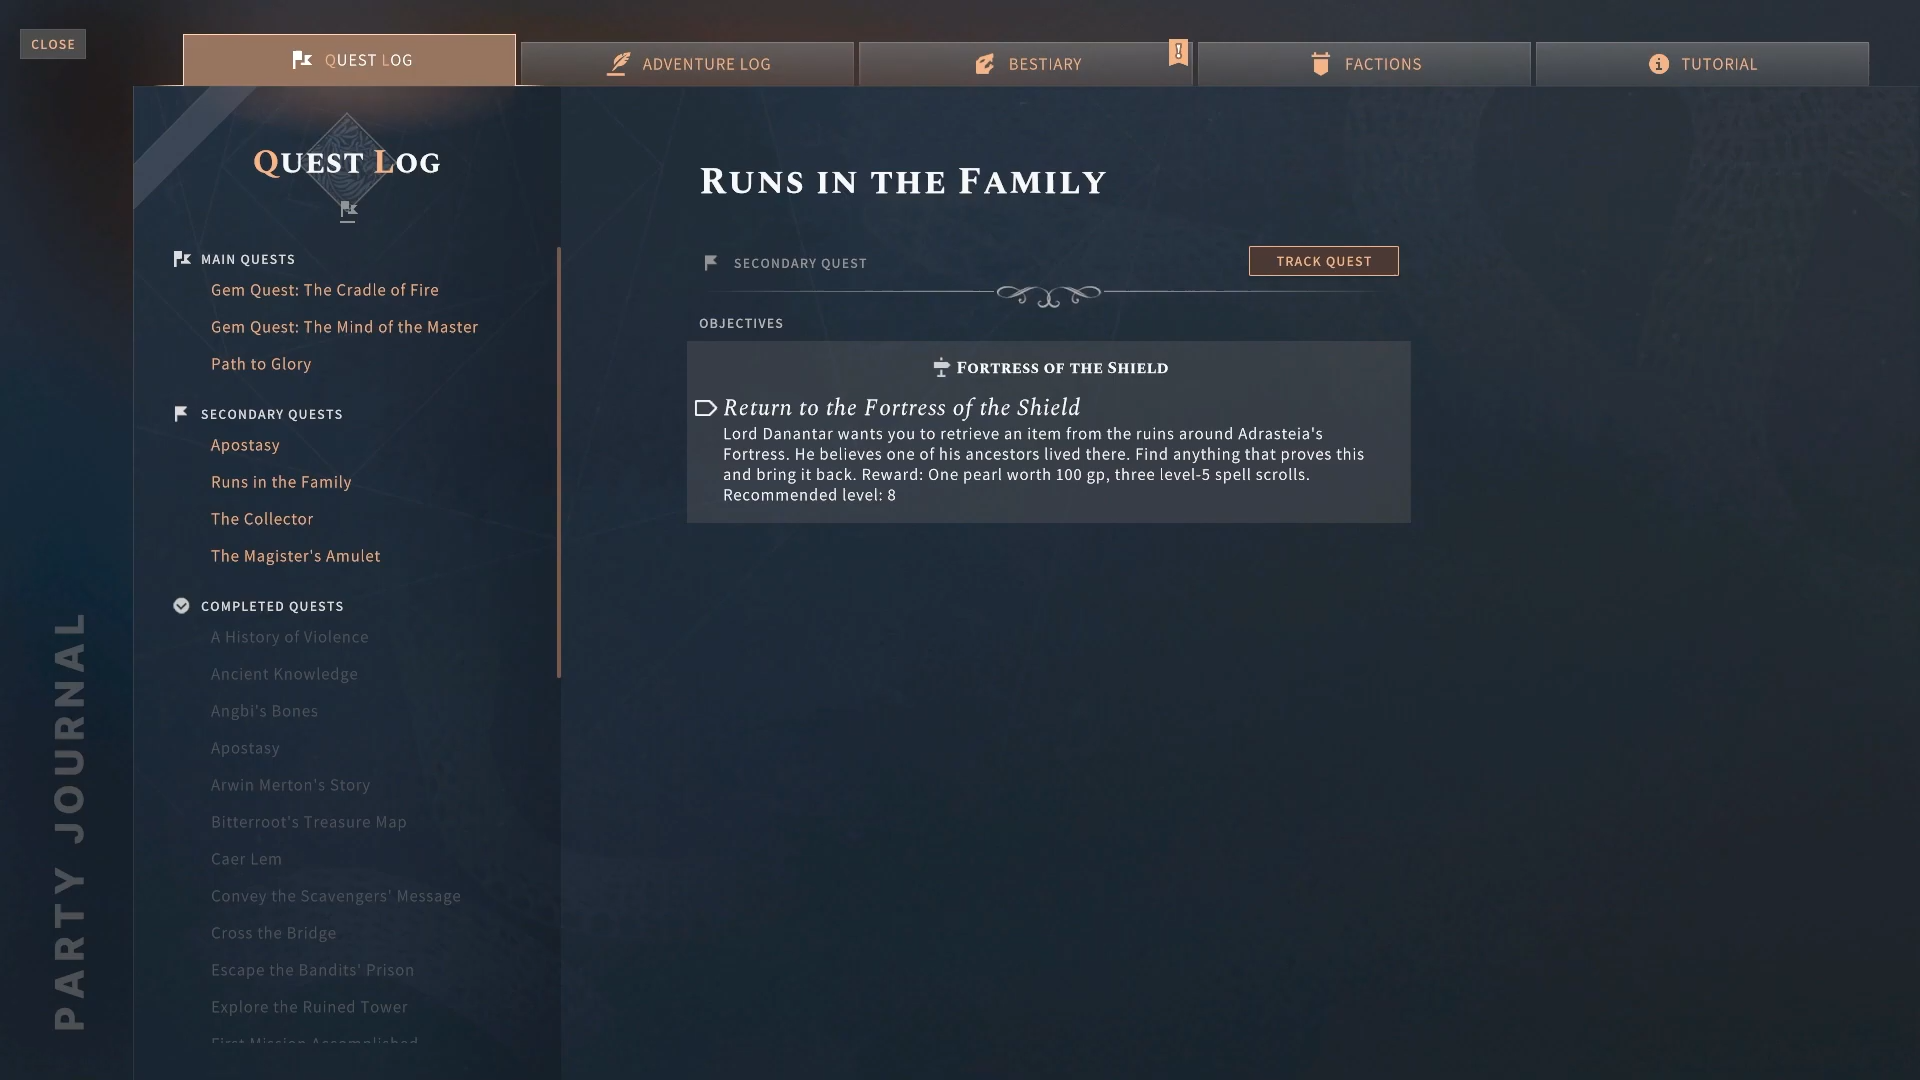 CLOSE
QUEST LOG
ADVENTURE LOG
BESTIARY
FACTIONS
TUTORIAL
QUEST LOG
MAIN QUESTS
Gem Quest: The Cradle of Fire
Gem Quest: The Mind of the Master
Path to Glory
SECONDARY QUESTS
Apostasy
Runs in the Family
The Collector
The Magister's Amulet
COMPLETED QUESTS
A History of Violence
Ancient Knowledge
Angbi's Bones
Apostasy
Arwin Merton's Story
Bitterroot's Treasure Map
Caer Lem
Convey the Scavengers' Message
Cross the Bridge
Escape the Bandits' Prison
Explore the Ruined Tower
First Mission Accomplished
PARTY JOURNAL
RUNS IN THE FAMILY
SECONDARY QUEST
TRACK QUEST
OBJECTIVES
FORTRESS OF THE SHIELD
Return to the Fortress of the Shield
Lord Danantar wants you to retrieve an item from the ruins around Adrasteia's
Fortress. He believes one of his ancestors lived there. Find anything that proves this
and bring it back. Reward: One pearl worth 100 gp, three level-5 spell scrolls.
Recommended level: 8